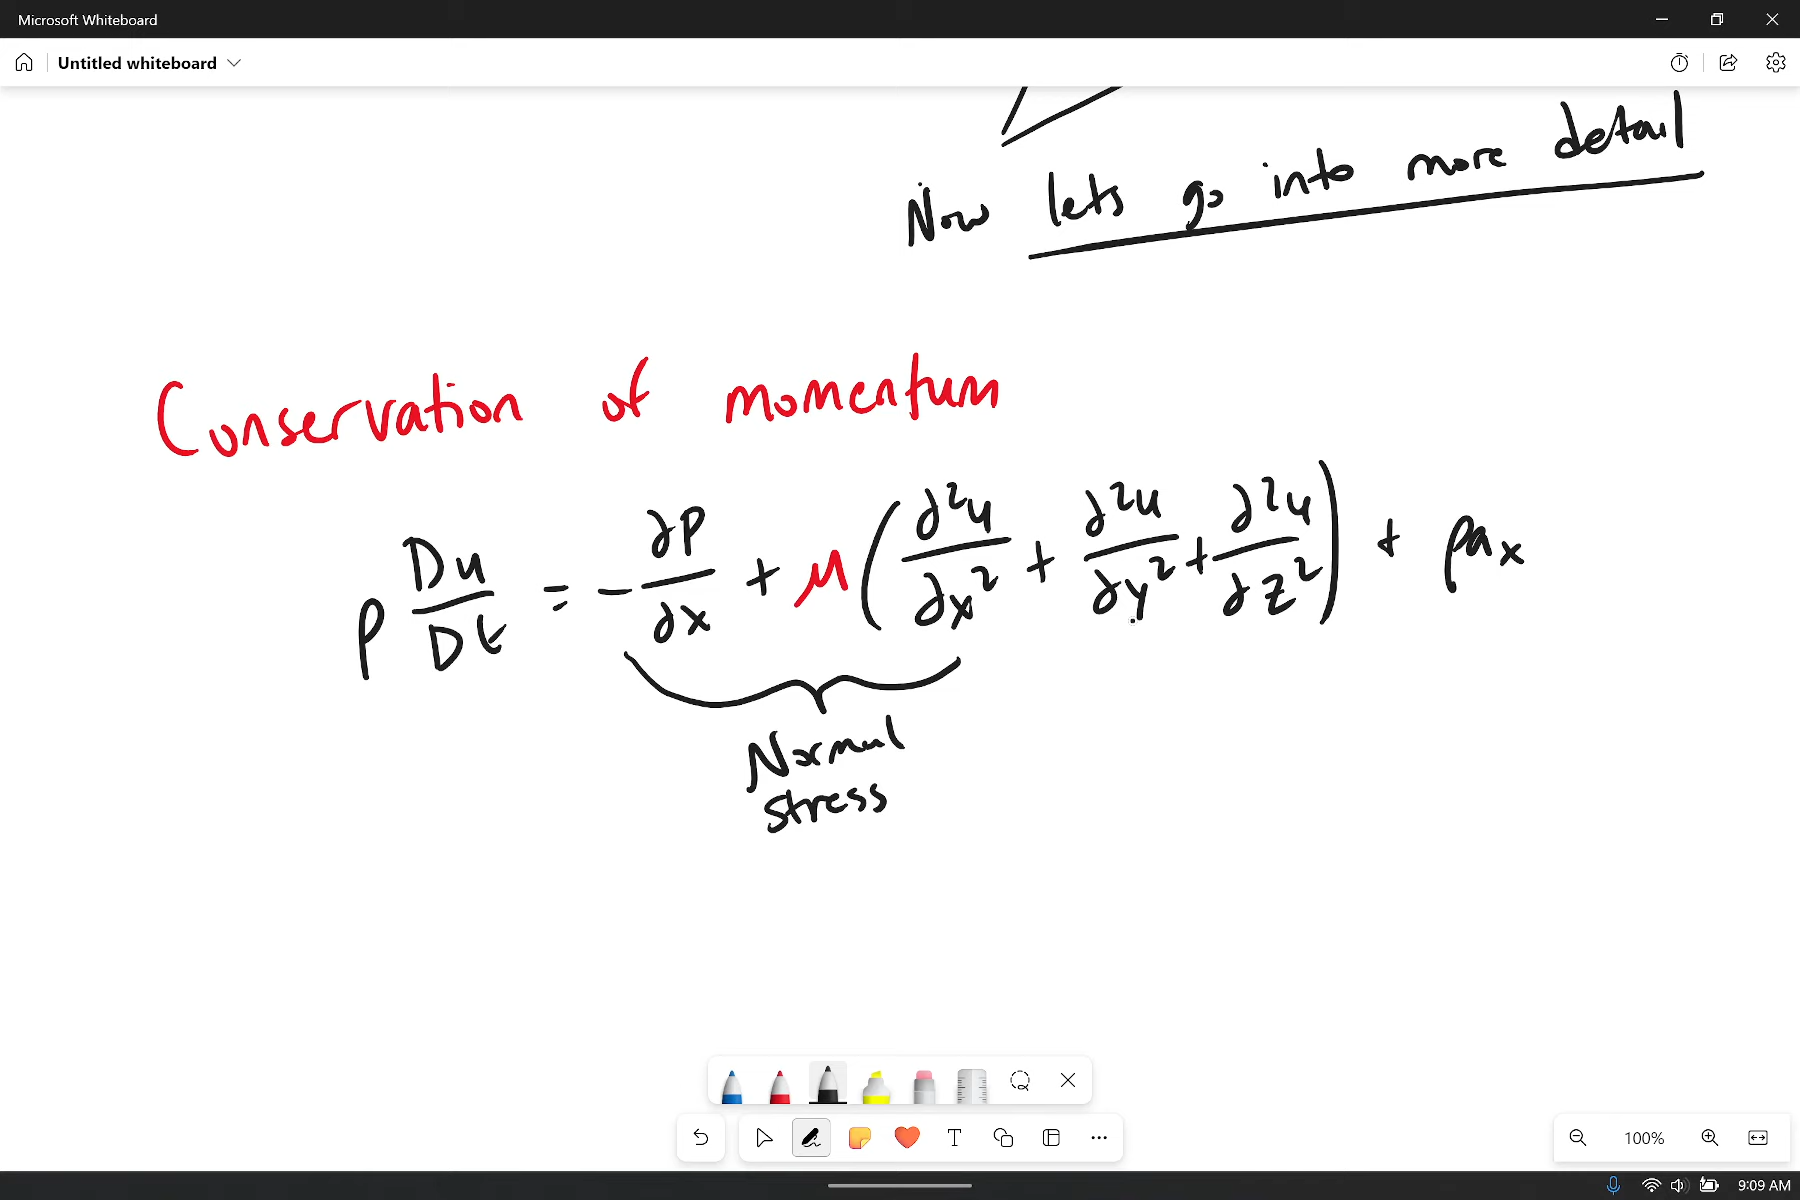 Microsoft Whiteboard
Untitled whiteboard
Now lets go into more detail
Conservation of momentum
ρ Du/Dt = - ∂P/∂x + μ(∂²u/∂x² + ∂²u/∂y² + ∂²u/∂z²) + ρaₓ
Normal
stress
T
100%
9:09 AM